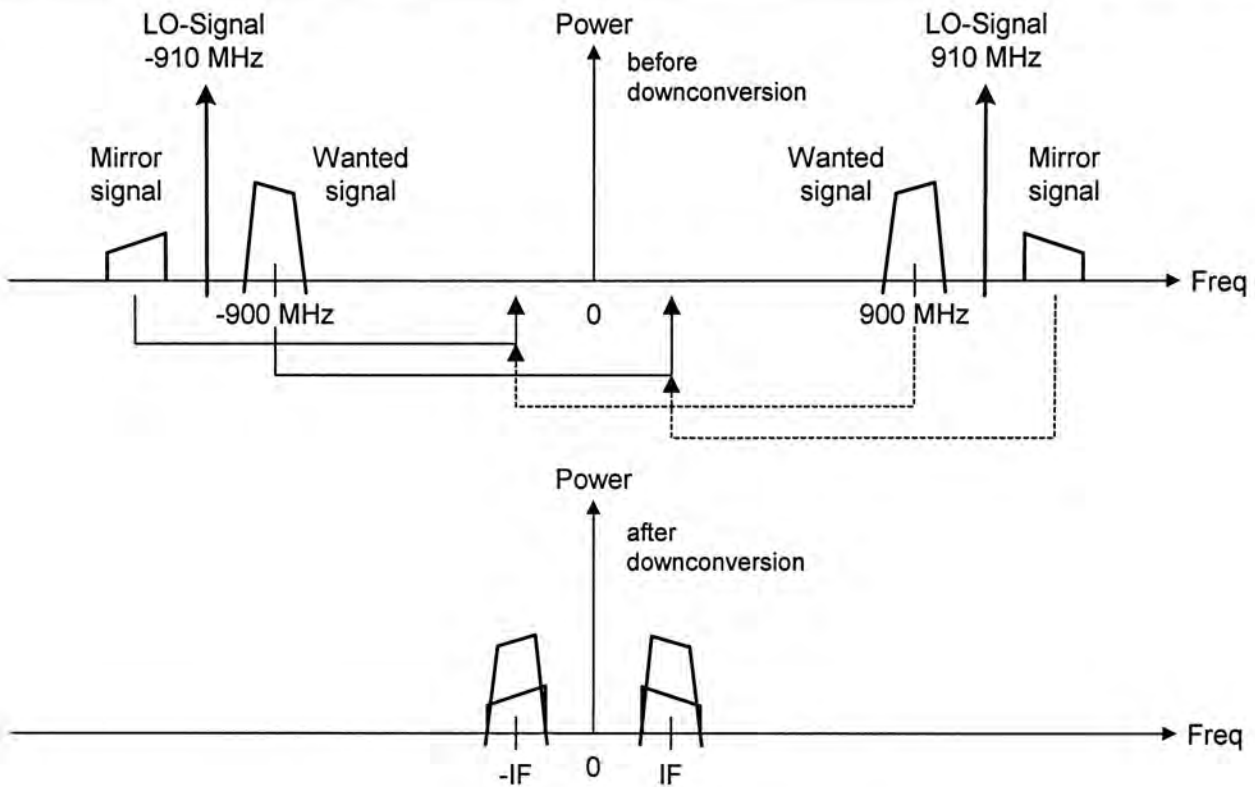 LO-Signal
-910 MHz
Power
LO-Signal
910 MHz
before
downconversion
Mirror
signal
Wanted
signal
Wanted
signal
Mirror
signal
Freq
-900 MHz
0
900 MHz
Power
after
downconversion
Freq
-IF
0
IF